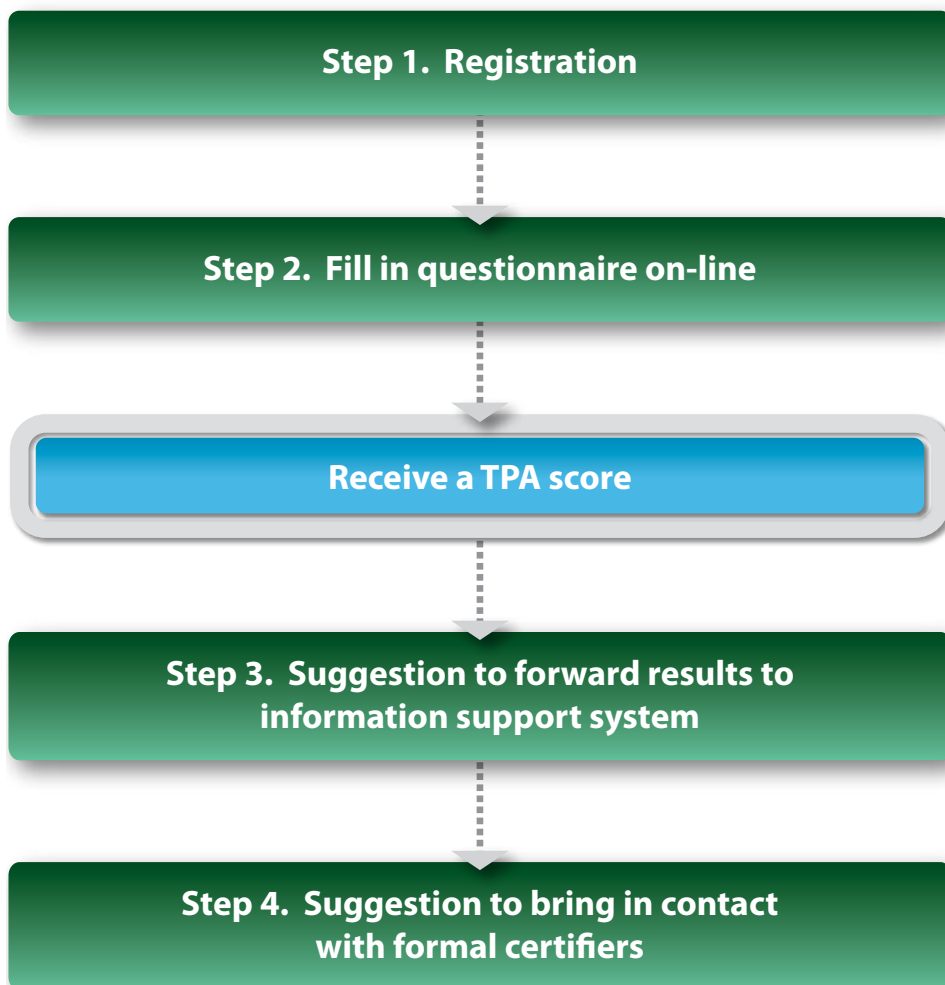 Step 1.  Registration
Step 2.  Fill in questionnaire on-line
Receive a TPA score
Step 3.  Suggestion to forward results to
information support system
Step 4.  Suggestion to bring in contact
with formal certifiers